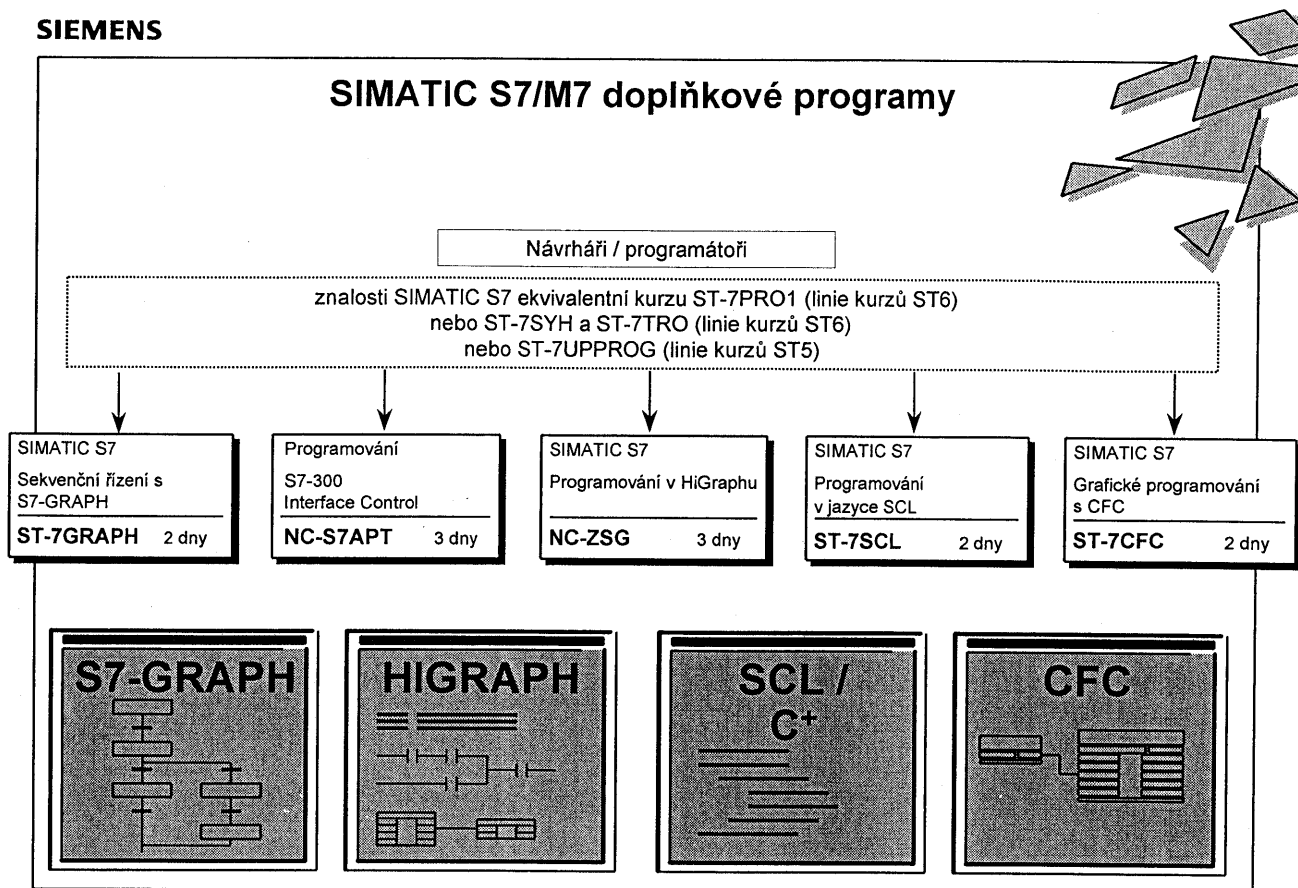 SIEMENS
SIMATIC S7/M7 doplňkové programy
Návrháři / programátoři
znalosti SIMATIC S7 ekvivalentní kurzu ST-7PRO1 (linie kurzů ST6)
nebo ST-7SYH a ST-7TRO (linie kurzů ST6)
nebo ST-7UPPROG (linie kurzů ST5)
SIMATIC S7
Sekvenční řízení s
S7-GRAPH
ST-7GRAPH 2 dny
Programování
S7-300
Interface Control
NC-S7APT 3 dny
SIMATIC S7
Programování v HiGraphu
NC-ZSG 3 dny
SIMATIC S7
Programování
v jazyce SCL
ST-7SCL 2 dny
SIMATIC S7
Grafické programování
s CFC
ST-7CFC 2 dny
S7-GRAPH
HIGRAPH
SCL /
C+
CFC